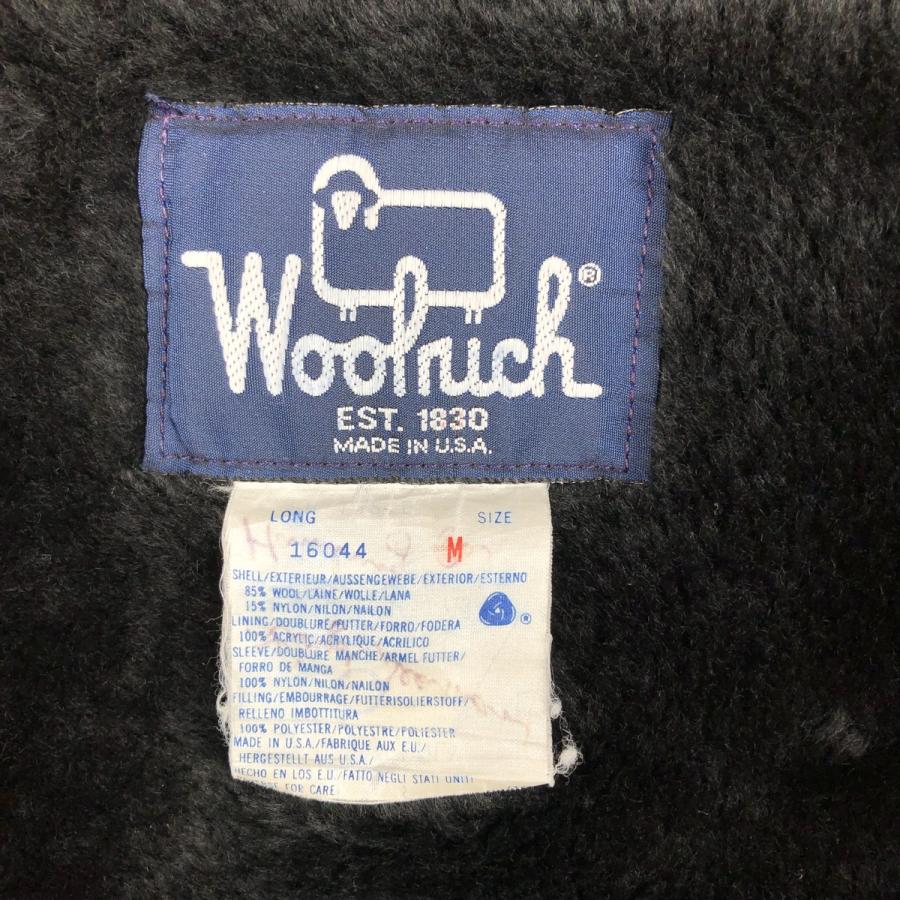 Woolrich®
EST. 1830
MADE IN U.S.A.
LONG SIZE
16044 M
SHELL/EXTERIEUR/AUSSENGEWEBE/EXTERIOR/ESTERNO
85% WOOL/LAINE/WOLLE/LANA
15% NYLON/NILON/NAILON
LINING/DOUBLURE/FUTTER/FORRO/FODERA
100% ACRYLIC/ACRYLIQUE/ACRILICO
SLEEVE/DOUBLURE MANCHE/ARMEL FUTTER/
FORRO DE MANGA
100% NYLON/NILON/NAILON
FILLING/EMBOURRAGE/FUTTERISOLIERSTOFF/
RELLENO IMBOTTITURA
100% POLYESTER/POLYESTRE/POLIESTER
MADE IN U.S.A./FABRIQUE AUX E.U./
HERGESTELLT AUS U.S.A./
HECHO EN LOS E.U./FATTO NEGLI STATI UNITI
FOR CARE